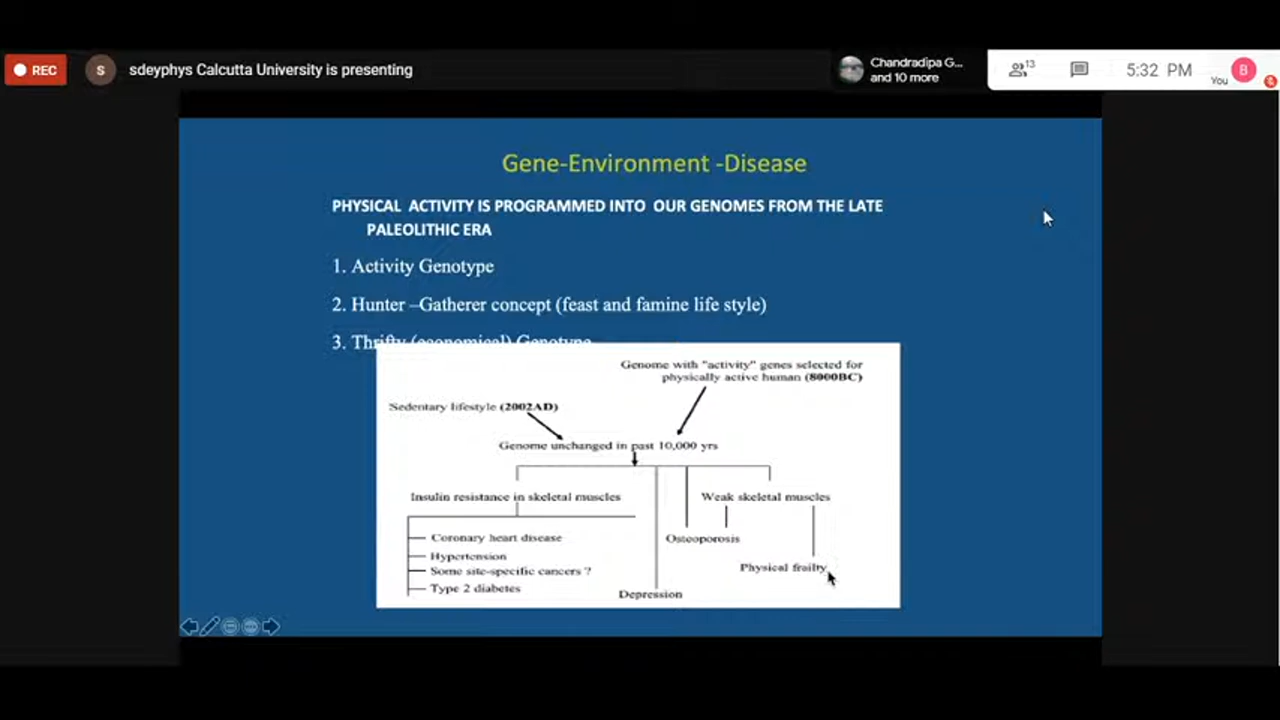 REC
S
sdeyphys Calcutta University is presenting
Chandradipa G...
and 10 more
13
5:32 PM
You
B
Gene-Environment -Disease
PHYSICAL ACTIVITY IS PROGRAMMED INTO OUR GENOMES FROM THE LATE
PALEOLITHIC ERA
1. Activity Genotype
2. Hunter –Gatherer concept (feast and famine life style)
3. Thrifty (economical) Genotype
Genome with "activity" genes selected for
physically active human (8000BC)
Sedentary lifestyle (2002AD)
Genome unchanged in past 10,000 yrs
Insulin resistance in skeletal muscles
Weak skeletal muscles
Coronary heart disease
Osteoporosis
Hypertension
Some site-specific cancers ?
Physical frailty
Type 2 diabetes
Depression